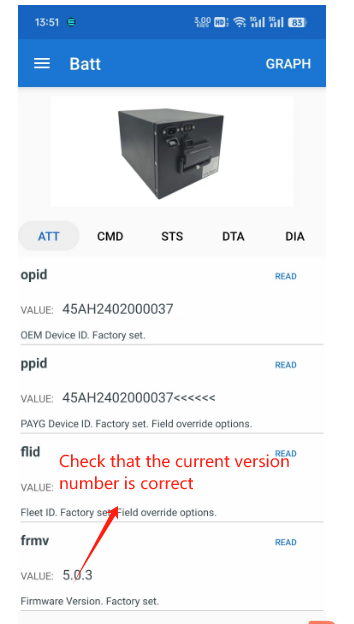 13:51
3.00 KB/S HD 5G 5G 83
Batt GRAPH
ATT CMD STS DTA DIA
opid READ
VALUE: 45AH2402000037
OEM Device ID. Factory set.
ppid READ
VALUE: 45AH2402000037<<<<<<
PAYG Device ID. Factory set. Field override options.
flid READ
Check that the current version
VALUE: number is correct
Fleet ID. Factory set. Field override options.
frmv READ
VALUE: 5.0.3
Firmware Version. Factory set.